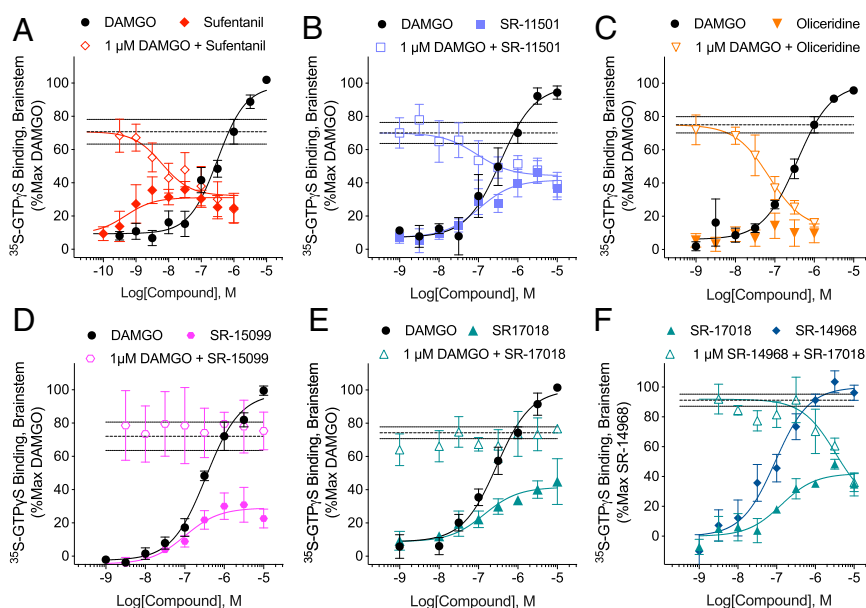 A
DAMGO
Sufentanil
1 µM DAMGO + Sufentanil
35S-GTPγS Binding, Brainstem
(%Max DAMGO)
100
80
60
40
20
0
-10 -9 -8 -7 -6 -5
Log[Compound], M
B
DAMGO
SR-11501
1 µM DAMGO + SR-11501
35S-GTPγS Binding, Brainstem
(%Max DAMGO)
100
80
60
40
20
0
-9 -8 -7 -6 -5
Log[Compound], M
C
DAMGO
Oliceridine
1 µM DAMGO + Oliceridine
35S-GTPγS Binding, Brainstem
(%Max DAMGO)
100
80
60
40
20
0
-9 -8 -7 -6 -5
Log[Compound], M
D
DAMGO
SR-15099
1µM DAMGO + SR-15099
35S-GTPγS Binding, Brainstem
(%Max DAMGO)
100
80
60
40
20
0
-9 -8 -7 -6 -5
Log[Compound], M
E
DAMGO
SR17018
1 µM DAMGO + SR-17018
35S-GTPγS Binding, Brainstem
(%Max DAMGO)
100
80
60
40
20
0
-9 -8 -7 -6 -5
Log[Compound], M
F
SR-17018
SR-14968
1 µM SR-14968 + SR-17018
35S-GTPγS Binding, Brainstem
(%Max SR-14968)
100
80
60
40
20
0
-9 -8 -7 -6 -5
Log[Compound], M